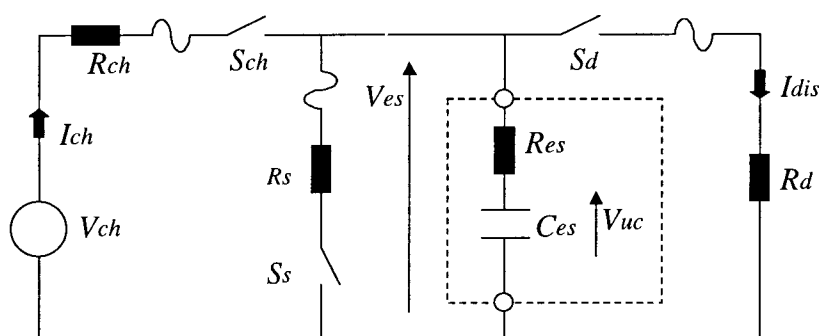 Rch
Sch
Sd
Ves
Idis
Ich
Rs
Res
Rd
Vch
Ces
Vuc
Ss